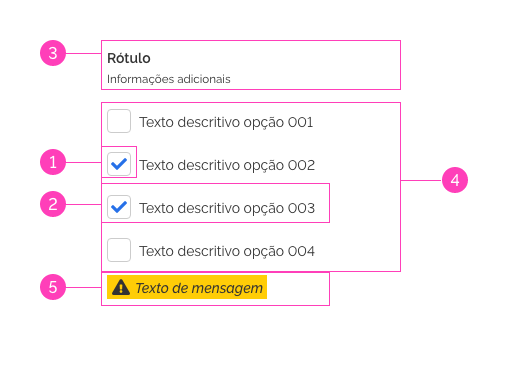 3
Rótulo
Informações adicionais
Texto descritivo opção 001
1
Texto descritivo opção 002
4
2
Texto descritivo opção 003
Texto descritivo opção 004
5
Texto de mensagem